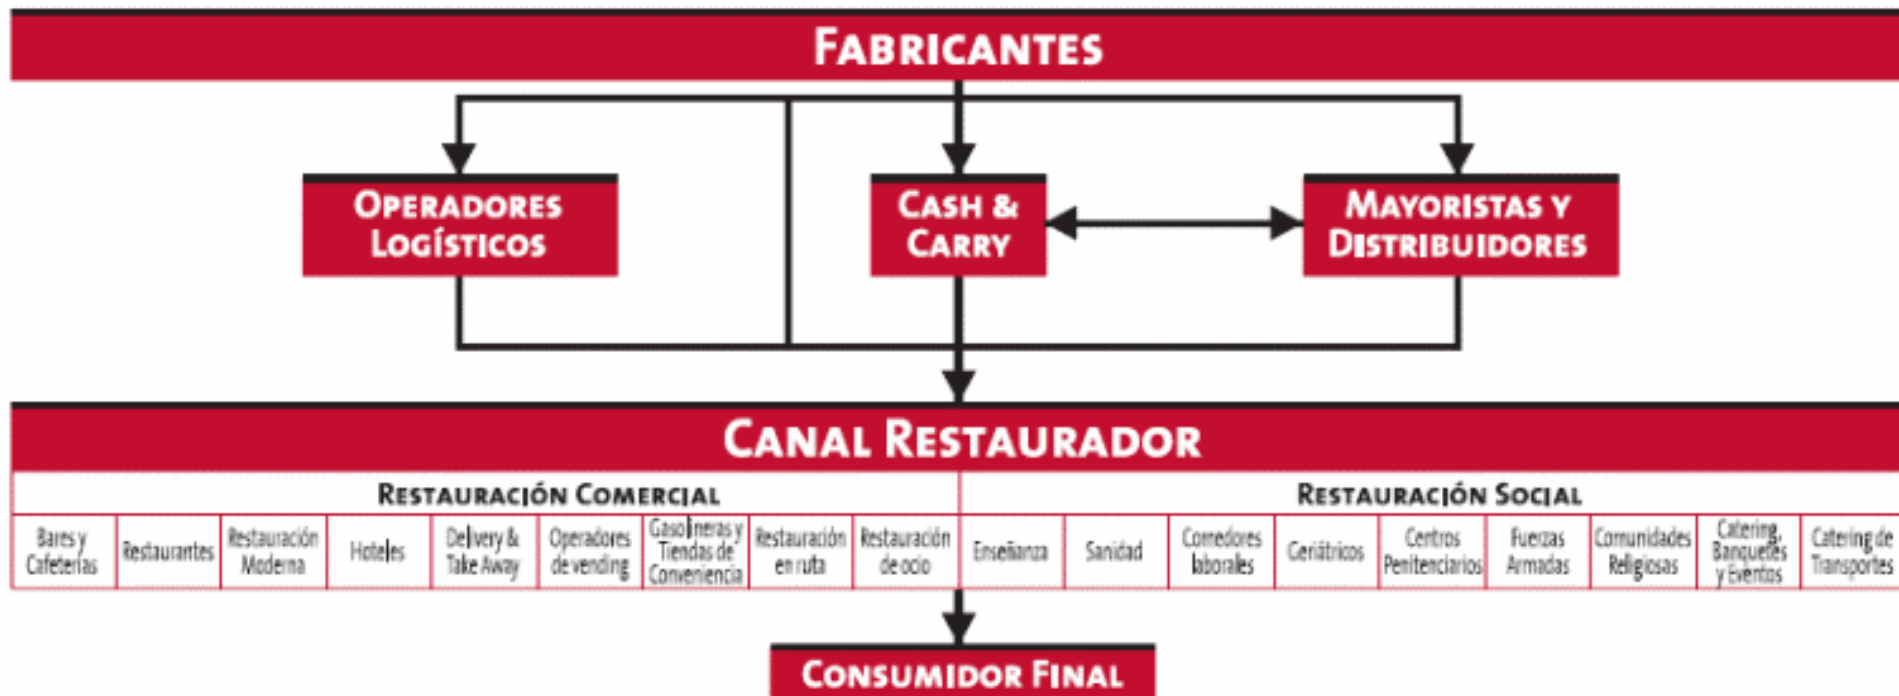 FABRICANTES
OPERADORES
LOGÍSTICOS
CASH &
CARRY
MAYORISTAS Y
DISTRIBUIDORES
CANAL RESTAURADOR
RESTAURACIÓN COMERCIAL
RESTAURACIÓN SOCIAL
Bares y
Cafeterías
Restaurantes
Restauración
Moderna
Hoteles
Delivery &
Take Away
Operadores
de vending
Gasolineras y
Tiendas de
Conveniencia
Restauración
en ruta
Restauración
de ocio
Enseñanza
Sanidad
Comedores
laborales
Geriátricos
Centros
Penitenciarios
Fuerzas
Armadas
Comunidades
Religiosas
Catering,
Banquetes
y Eventos
Catering de
Transportes
CONSUMIDOR FINAL